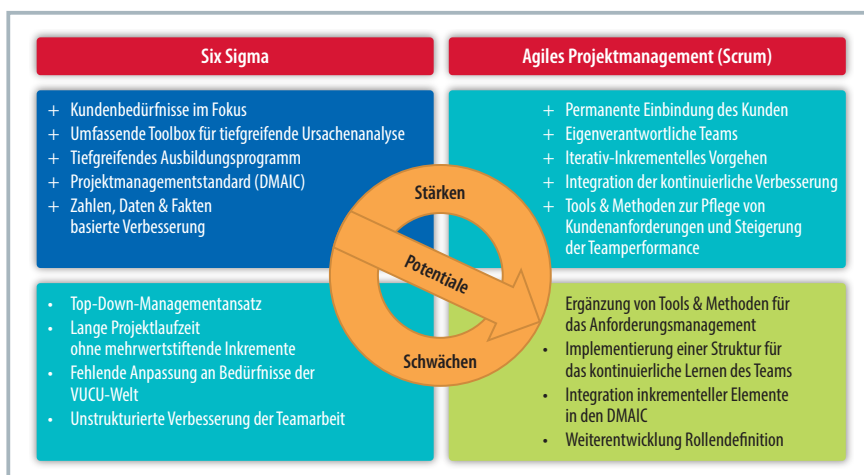 Six Sigma
Agiles Projektmanagement (Scrum)
+ Kundenbedürfnisse im Fokus
+ Umfassende Toolbox für tiefgreifende Ursachenanalyse
+ Tiefgreifendes Ausbildungsprogramm
+ Projektmanagementstandard (DMAIC)
+ Zahlen, Daten & Fakten
basierte Verbesserung
+ Permanente Einbindung des Kunden
+ Eigenverantwortliche Teams
+ Iterativ-Inkrementelles Vorgehen
+ Integration der kontinuierliche Verbesserung
+ Tools & Methoden zur Pflege von
Kundenanforderungen und Steigerung
der Teamperformance
Stärken
Potentiale
Schwächen
• Top-Down-Managementansatz
• Lange Projektlaufzeit
ohne mehrwertstiftende Inkremente
• Fehlende Anpassung an Bedürfnisse der
VUCU-Welt
• Unstrukturierte Verbesserung der Teamarbeit
Ergänzung von Tools & Methoden für
das Anforderungsmanagement
• Implementierung einer Struktur für
das kontinuierliche Lernen des Teams
• Integration inkrementeller Elemente
in den DMAIC
• Weiterentwicklung Rollendefinition